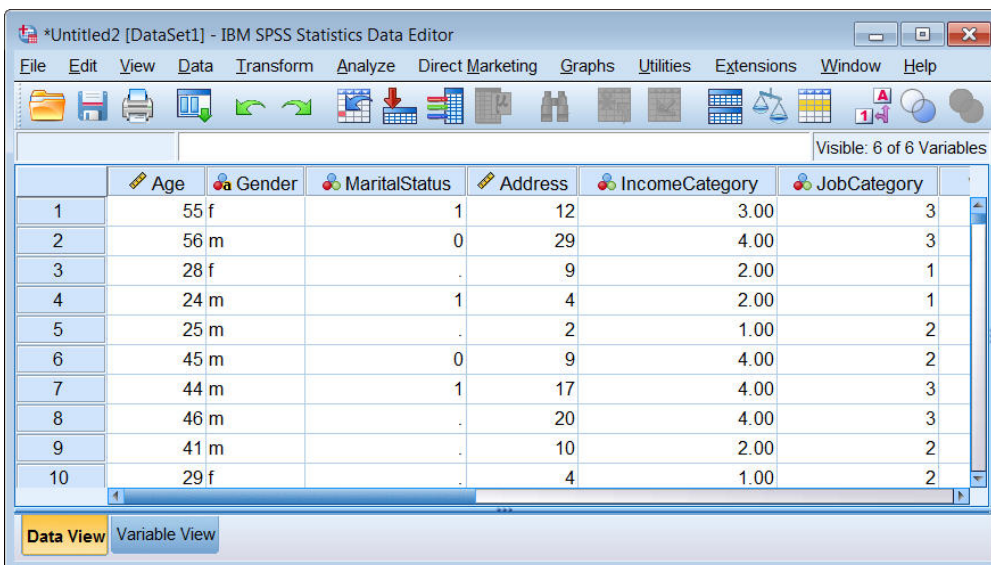 *Untitled2 [DataSet1] - IBM SPSS Statistics Data Editor
File Edit View Data Transform Analyze Direct Marketing Graphs Utilities Extensions Window Help
Visible: 6 of 6 Variables
Age Gender MaritalStatus Address IncomeCategory JobCategory
1 55 f 1 12 3.00 3
2 56 m 0 29 4.00 3
3 28 f . 9 2.00 1
4 24 m 1 4 2.00 1
5 25 m . 2 1.00 2
6 45 m 0 9 4.00 2
7 44 m 1 17 4.00 3
8 46 m . 20 4.00 3
9 41 m . 10 2.00 2
10 29 f . 4 1.00 2
Data View Variable View